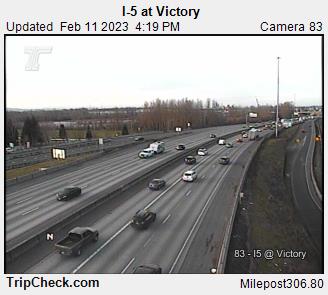 I-5 at Victory
Updated Feb 11 2023 4:19 PM Camera 83
T
N
83 - I5 @ Victory
TripCheck.com Milepost306.80